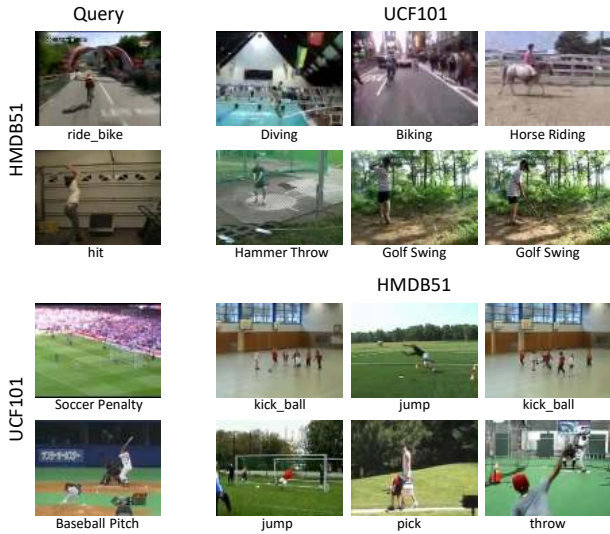 Query UCF101
HMDB51
ride_bike Diving Biking Horse Riding
hit Hammer Throw Golf Swing Golf Swing
HMDB51
UCF101
Soccer Penalty kick_ball jump kick_ball
Baseball Pitch jump pick throw